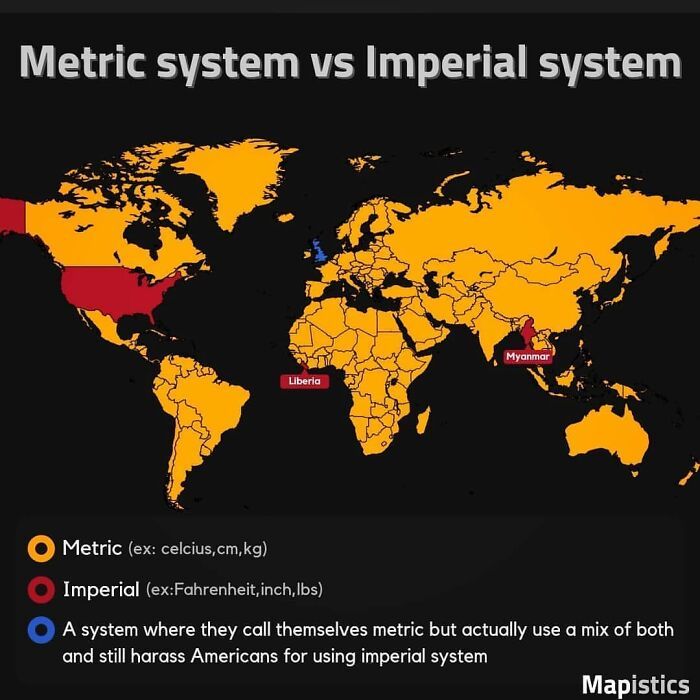 Metric system vs Imperial system
Myanmar
Liberia
Metric (ex: celcius,cm,kg)
Imperial (ex:Fahrenheit,inch,lbs)
A system where they call themselves metric but actually use a mix of both
and still harass Americans for using imperial system
Mapistics